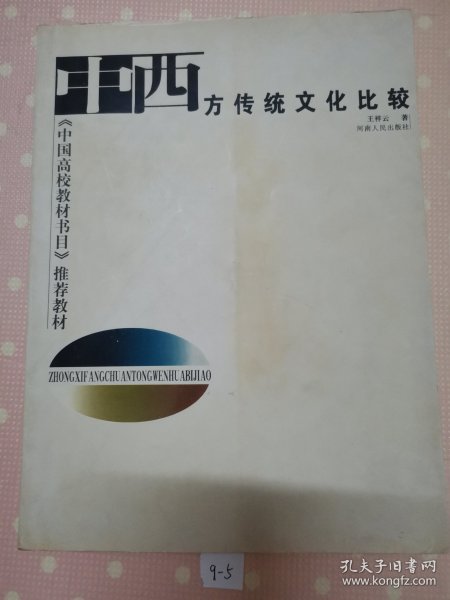 中西方传统文化比较
王祥云 著
河南人民出版社
《中国高校教材书目》推荐教材
ZHONGXIFANGCHUANTONGWENHUABIJIAO
9-5
孔夫子旧书网
www.kongfz.com